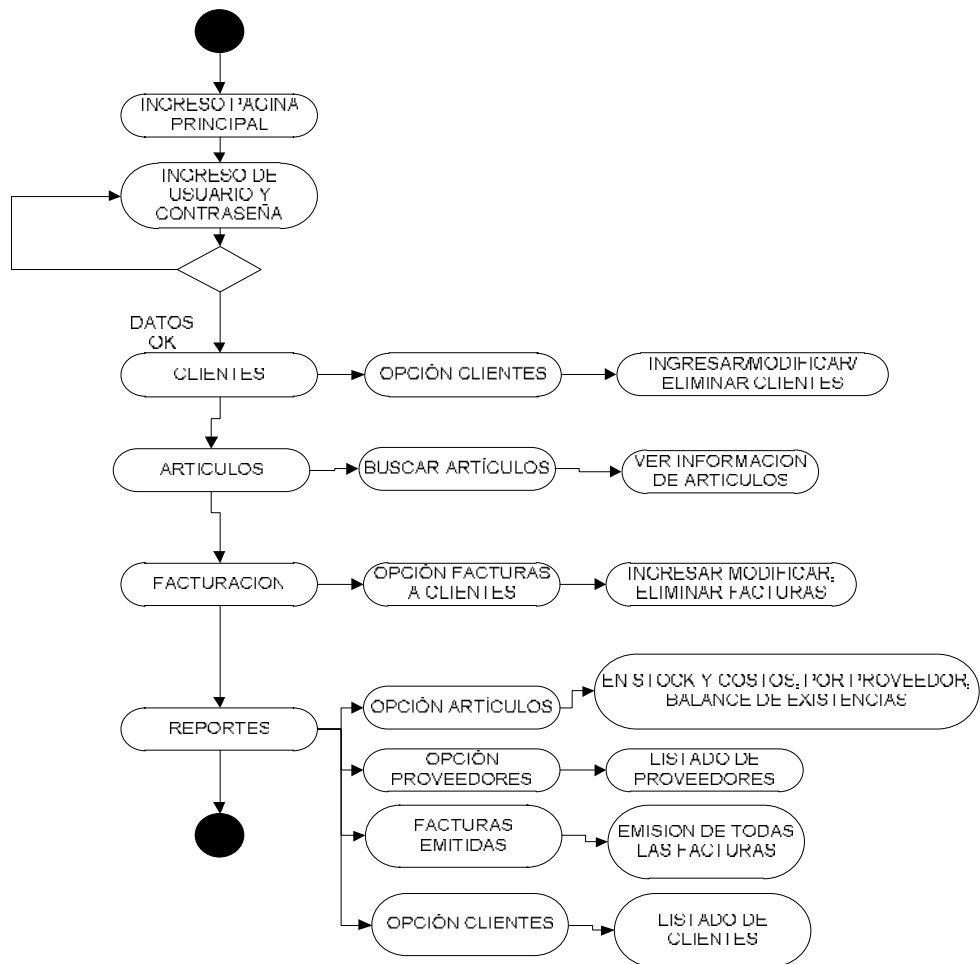 INGRESO PAGINA
PRINCIPAL
INGRESO DE
USUARIO Y
CONTRASEÑA
DATOS
OK
CLIENTES
OPCIÓN CLIENTES
INGRESAR/MODIFICAR/
ELIMINAR CLIENTES
ARTICULOS
BUSCAR ARTÍCULOS
VER INFORMACION
DE ARTICULOS
FACTURACION
OPCIÓN FACTURAS
A CLIENTES
INGRESAR MODIFICAR,
ELIMINAR FACTURAS
REPORTES
OPCIÓN ARTÍCULOS
EN STOCK Y COSTOS, POR PROVEEDOR,
BALANCE DE EXISTENCIAS
OPCIÓN
PROVEEDORES
LISTADO DE
PROVEEDORES
FACTURAS
EMITIDAS
EMISION DE TODAS
LAS FACTURAS
OPCIÓN CLIENTES
LISTADO DE
CLIENTES